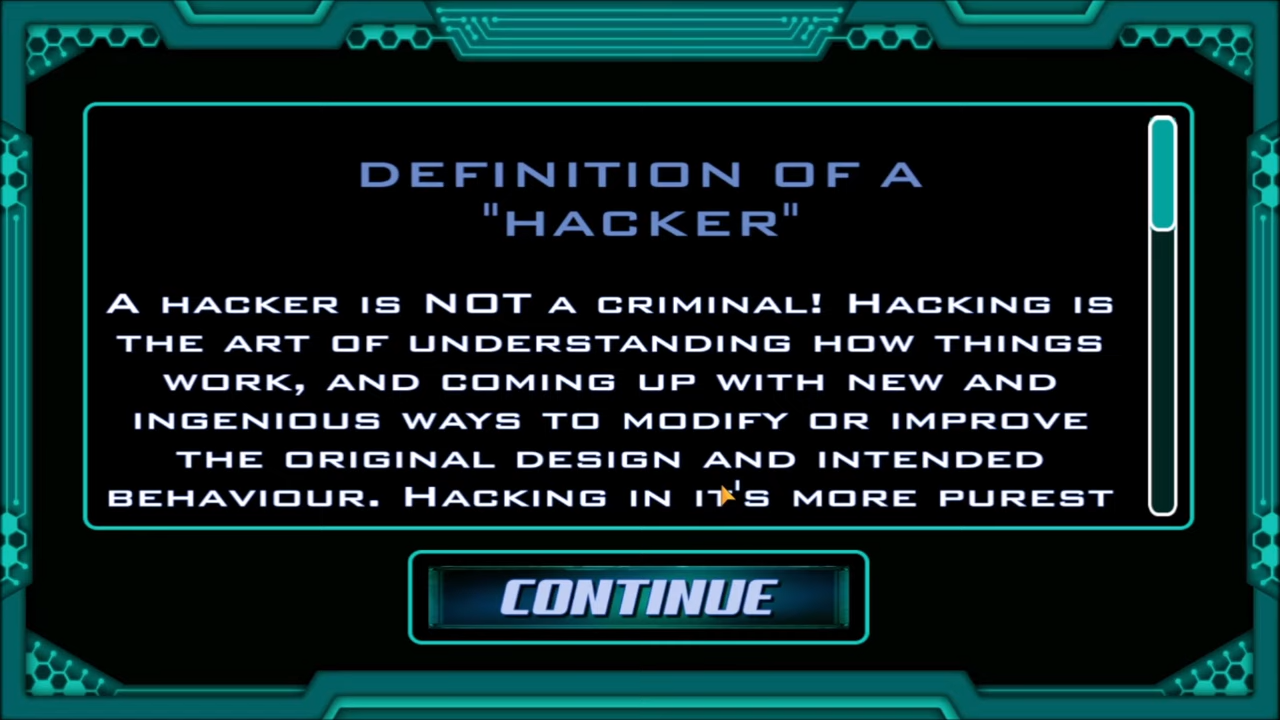 DEFINITION OF A
"HACKER"
A HACKER IS NOT A CRIMINAL! HACKING IS
THE ART OF UNDERSTANDING HOW THINGS
WORK, AND COMING UP WITH NEW AND
INGENIOUS WAYS TO MODIFY OR IMPROVE
THE ORIGINAL DESIGN AND INTENDED
BEHAVIOUR. HACKING IN IT'S MORE PUREST
CONTINUE